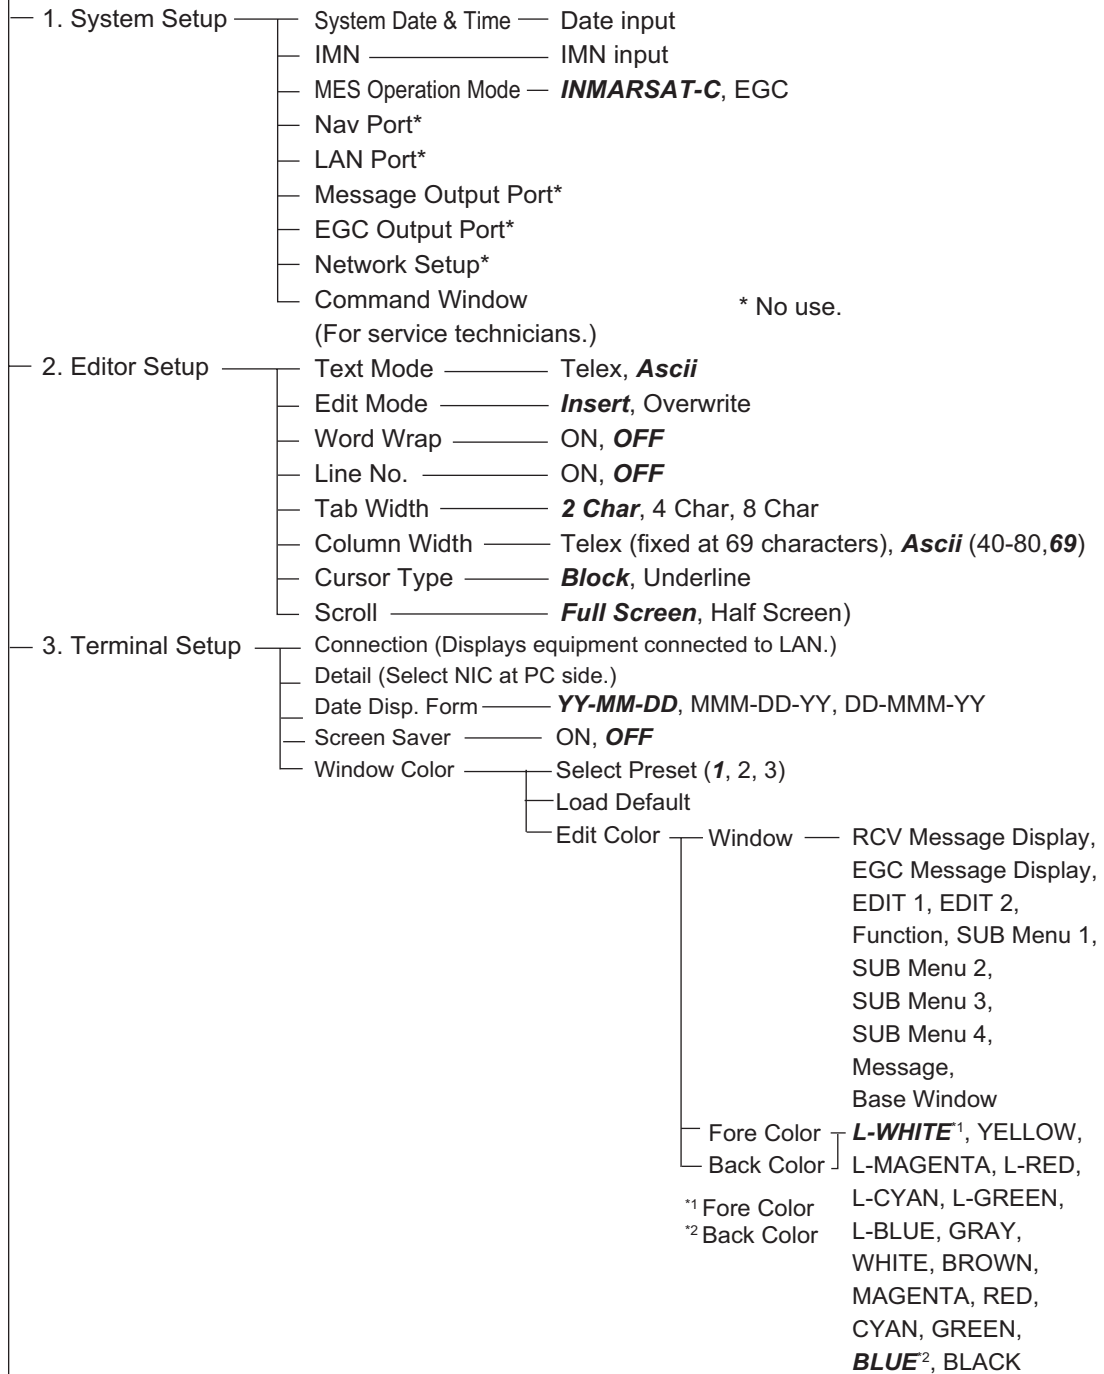 1. System Setup System Date & Time Date input
IMN IMN input
MES Operation Mode INMARSAT-C, EGC
Nav Port*
LAN Port*
Message Output Port*
EGC Output Port*
Network Setup*
Command Window * No use.
(For service technicians.)
2. Editor Setup Text Mode Telex, Ascii
Edit Mode Insert, Overwrite
Word Wrap ON, OFF
Line No. ON, OFF
Tab Width 2 Char, 4 Char, 8 Char
Column Width Telex (fixed at 69 characters), Ascii (40-80,69)
Cursor Type Block, Underline
Scroll Full Screen, Half Screen)
3. Terminal Setup Connection (Displays equipment connected to LAN.)
Detail (Select NIC at PC side.)
Date Disp. Form YY-MM-DD, MMM-DD-YY, DD-MMM-YY
Screen Saver ON, OFF
Window Color Select Preset (1, 2, 3)
Load Default
Edit Color Window RCV Message Display,
EGC Message Display,
EDIT 1, EDIT 2,
Function, SUB Menu 1,
SUB Menu 2,
SUB Menu 3,
SUB Menu 4,
Message,
Base Window
Fore Color L-WHITE*1, YELLOW,
Back Color L-MAGENTA, L-RED,
*1 Fore Color L-CYAN, L-GREEN,
*2 Back Color L-BLUE, GRAY,
WHITE, BROWN,
MAGENTA, RED,
CYAN, GREEN,
BLUE*2, BLACK